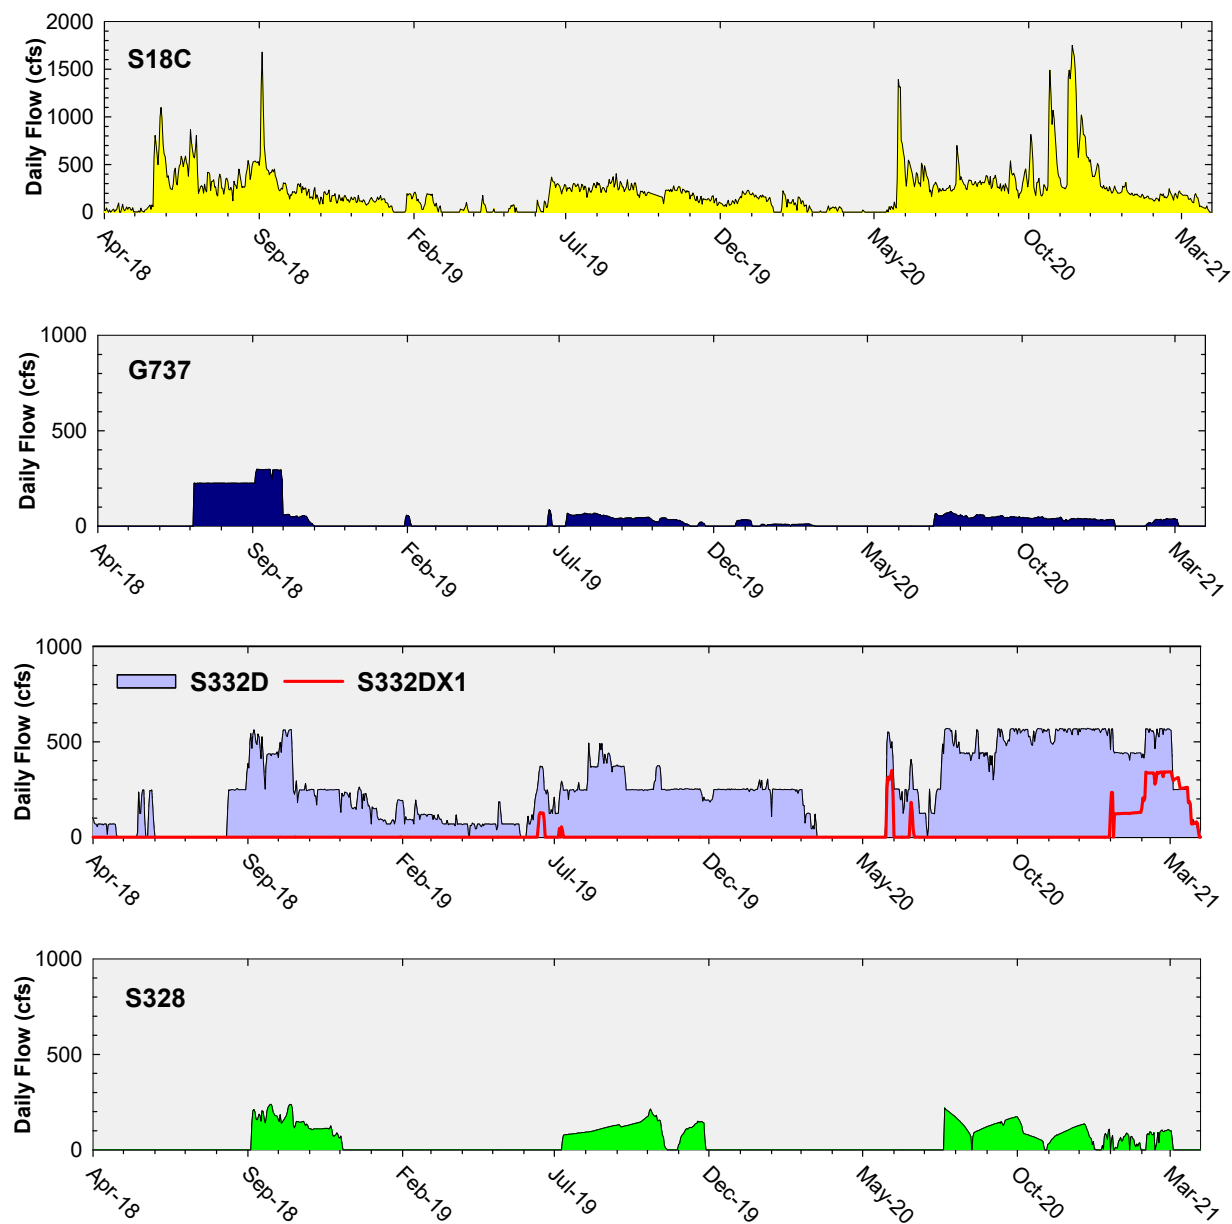 2000
1500
1000
500
0
Daily Flow (cfs)
S18C
Apr-18
Sep-18
Feb-19
Jul-19
Dec-19
May-20
Oct-20
Mar-21
1000
500
0
Daily Flow (cfs)
G737
Apr-18
Sep-18
Feb-19
Jul-19
Dec-19
May-20
Oct-20
Mar-21
1000
500
0
Daily Flow (cfs)
S332D S332DX1
Apr-18
Sep-18
Feb-19
Jul-19
Dec-19
May-20
Oct-20
Mar-21
1000
500
0
Daily Flow (cfs)
S328
Apr-18
Sep-18
Feb-19
Jul-19
Dec-19
May-20
Oct-20
Mar-21